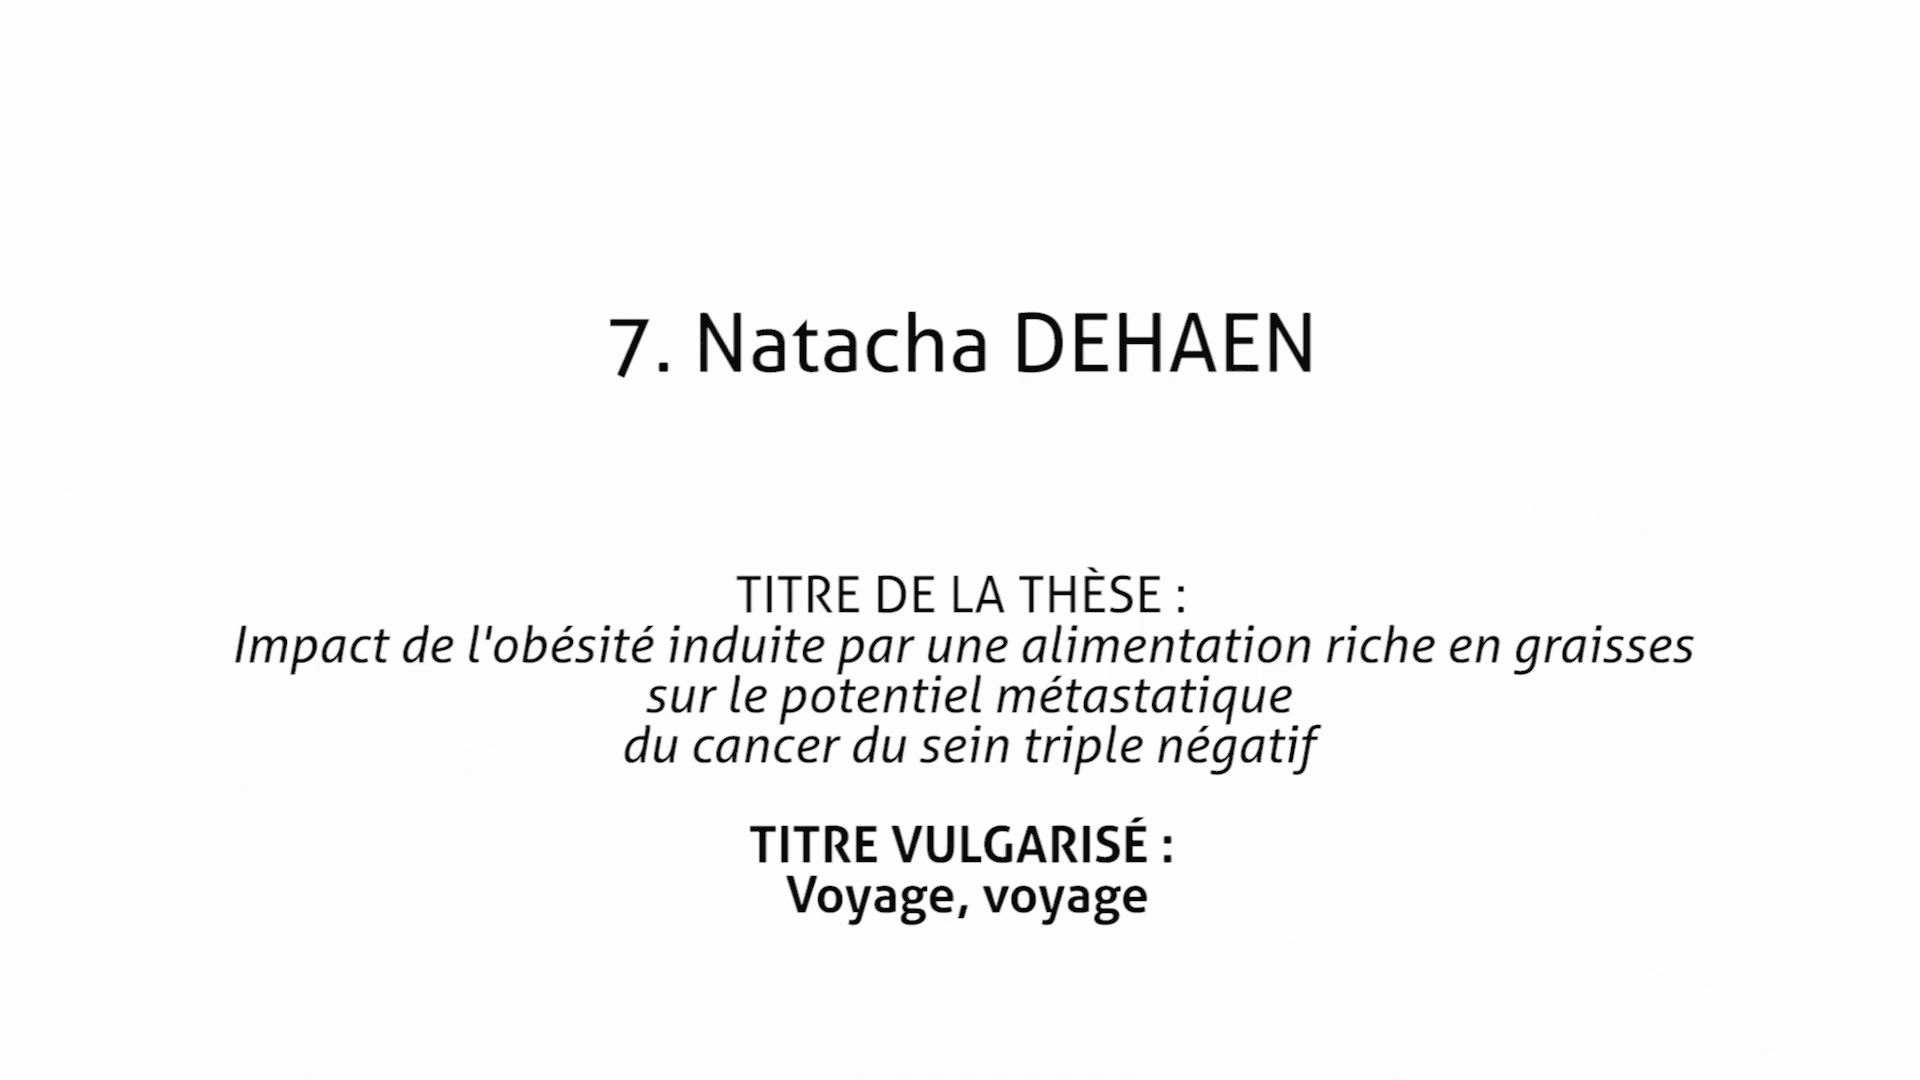 7. Natacha DEHAEN
TITRE DE LA THÈSE :
Impact de l'obésité induite par une alimentation riche en graisses
sur le potentiel métastatique
du cancer du sein triple négatif
TITRE VULGARISÉ :
Voyage, voyage